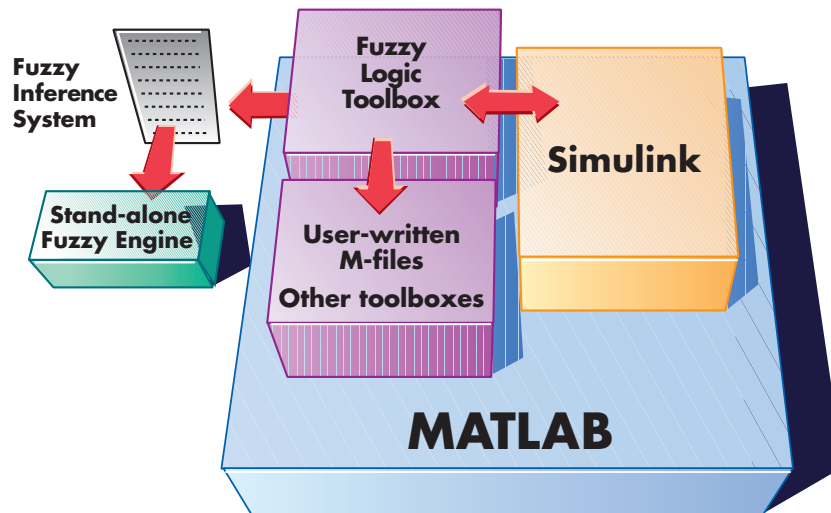 Fuzzy
Inference
System
Fuzzy
Logic
Toolbox
Simulink
Stand-alone
Fuzzy Engine
User-written
M-files
Other toolboxes
MATLAB